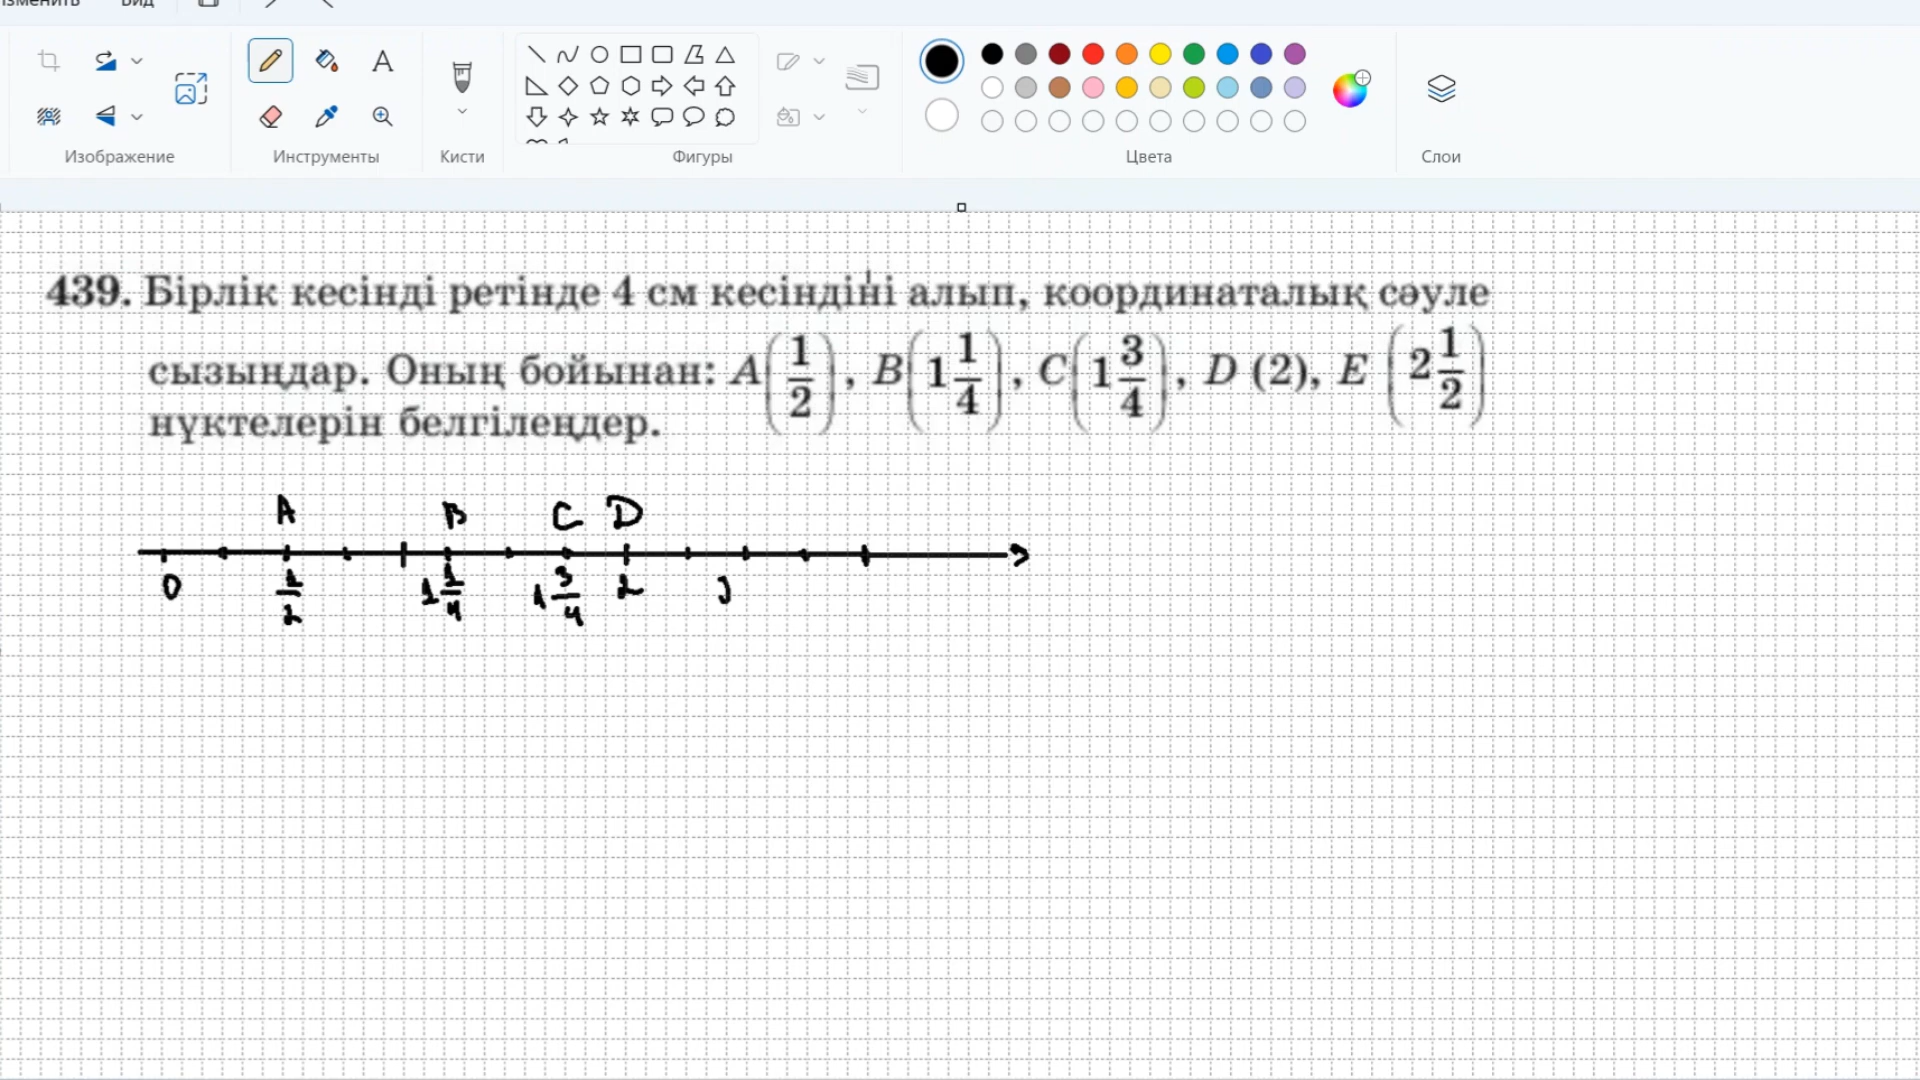 Вид
Изображение
Инструменты
Кисти
Фигуры
Цвета
Слои
439. Бірлік кесінді ретінде 4 см кесіндіні алып, координаталық сәуле
сызыңдар. Оның бойынан: A(1/2), B(1 1/4), C(1 3/4), D (2), E (2 1/2)
нүктелерін белгілеңдер.
A B C D
0 1/2 1 1/4 1 3/4 2